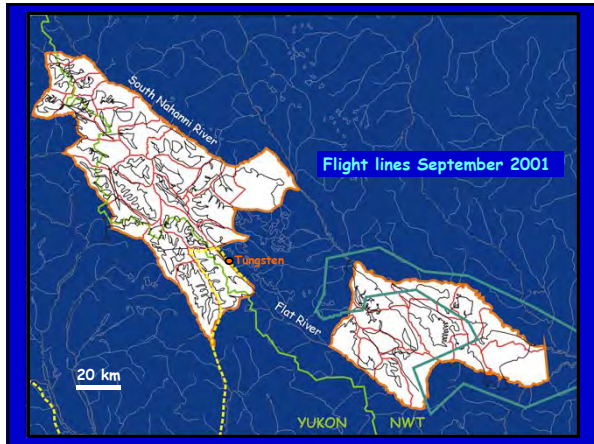 South Nahanni River
Flight lines September 2001
Tungsten
Flat River
20 km
YUKON NWT